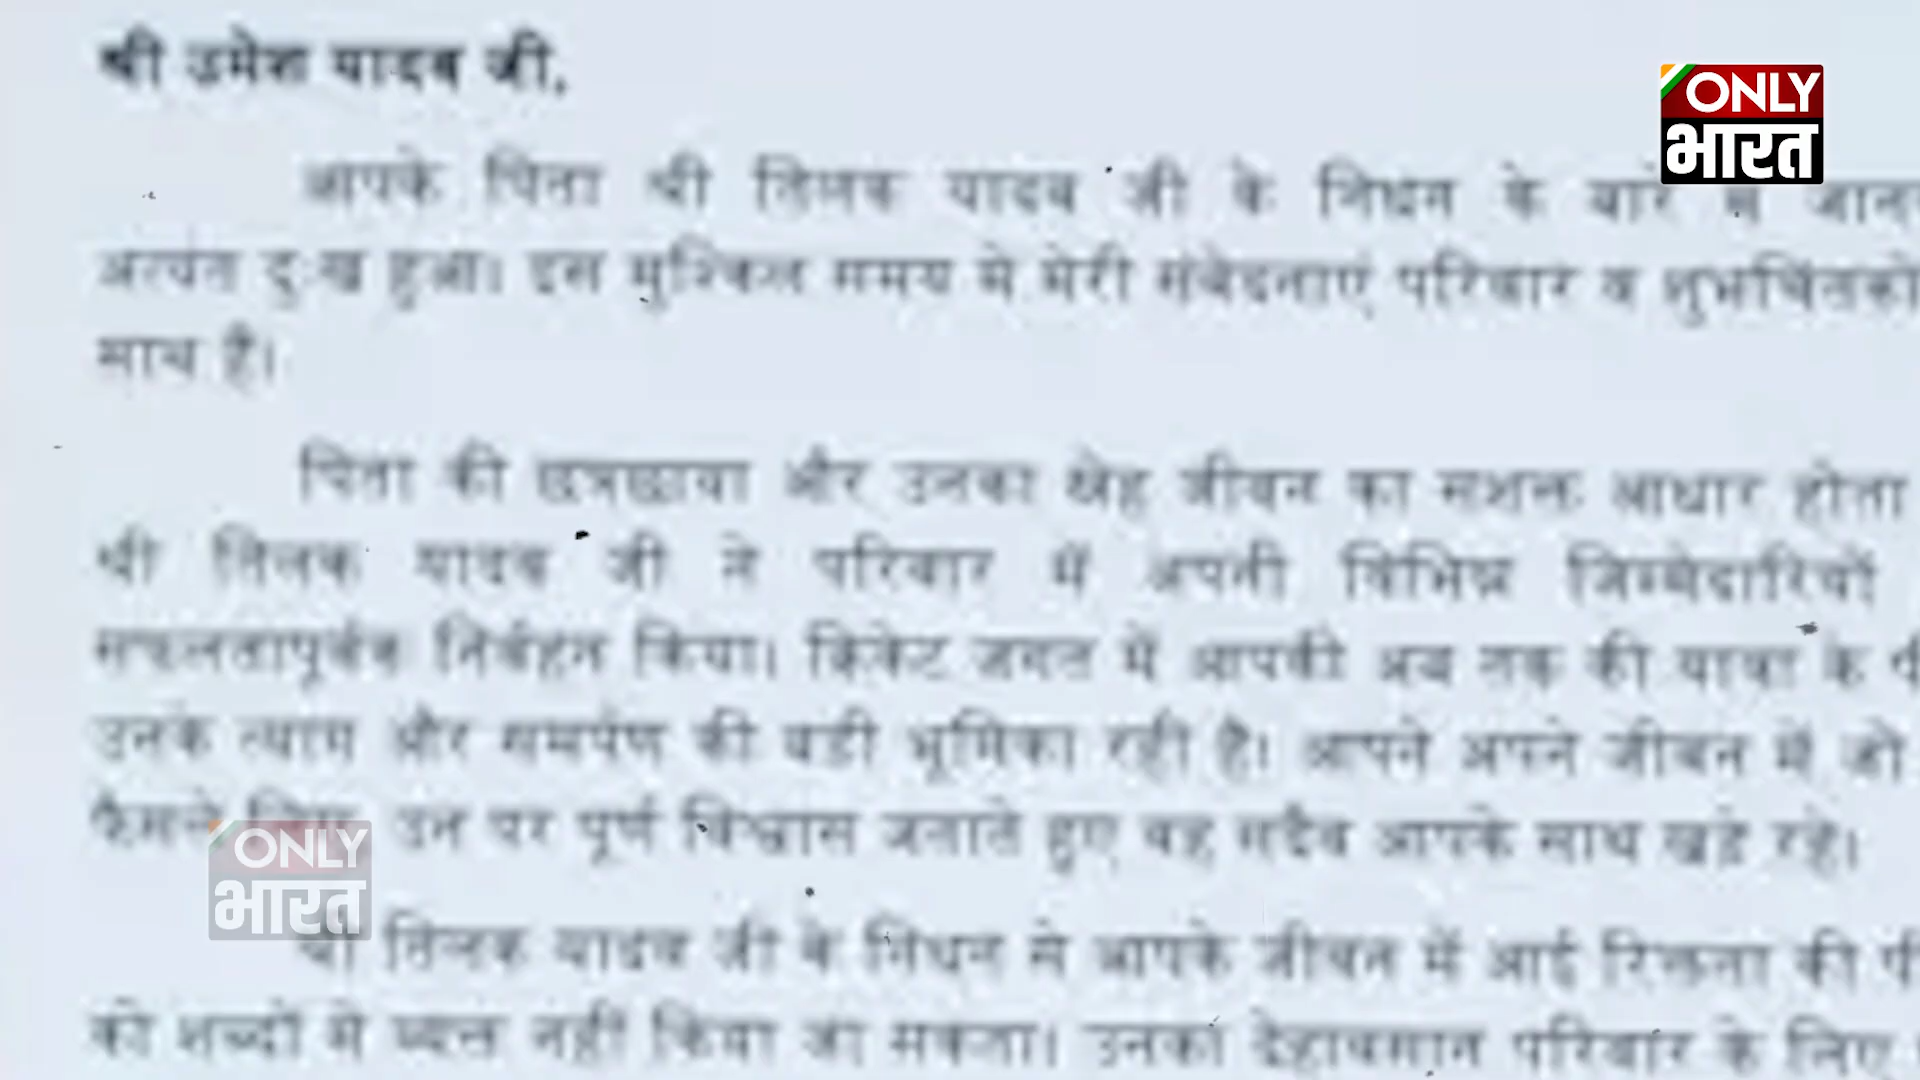 श्री उमेश यादव जी,
ONLY
भारत
आपके पिता श्री तिलक यादव जी के निधन के बारे में
अत्यंत दुःख हुआ। इस मुश्किल समय में मेरी संवेदनाएं परिवार व शुभचिंतकों
साथ हैं।
पिता की छत्रछाया और उनका स्नेह जीवन का सशक्त आधार होता
श्री तिलक यादव जी ने परिवार में अपनी विभिन्न जिम्मेदारियों
सफलतापूर्वक निर्वहन किया। क्रिकेट जगत में आपकी अब तक की यात्रा के
उनके त्याग और समर्पण की बड़ी भूमिका रही है। आपने अपने जीवन में जो
फैसले लिए, उन पर पूर्ण विश्वास जताते हुए वह सदैव आपके साथ खड़े रहे।
ONLY
भारत
श्री तिलक यादव जी के निधन से आपके जीवन में आई रिक्तता की
को शब्दों में व्यक्त नहीं किया जा सकता। उनका देहावसान परिवार के लिए